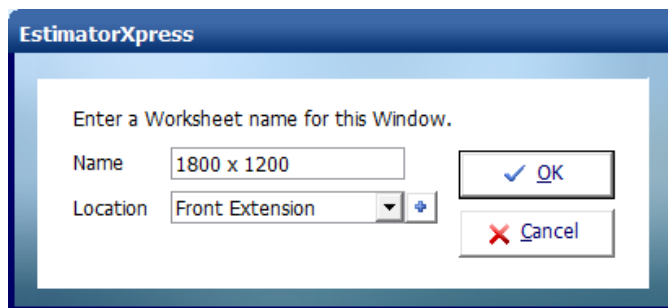 EstimatorXpress
Enter a Worksheet name for this Window.
Name 1800 x 1200
OK
Location Front Extension
Cancel